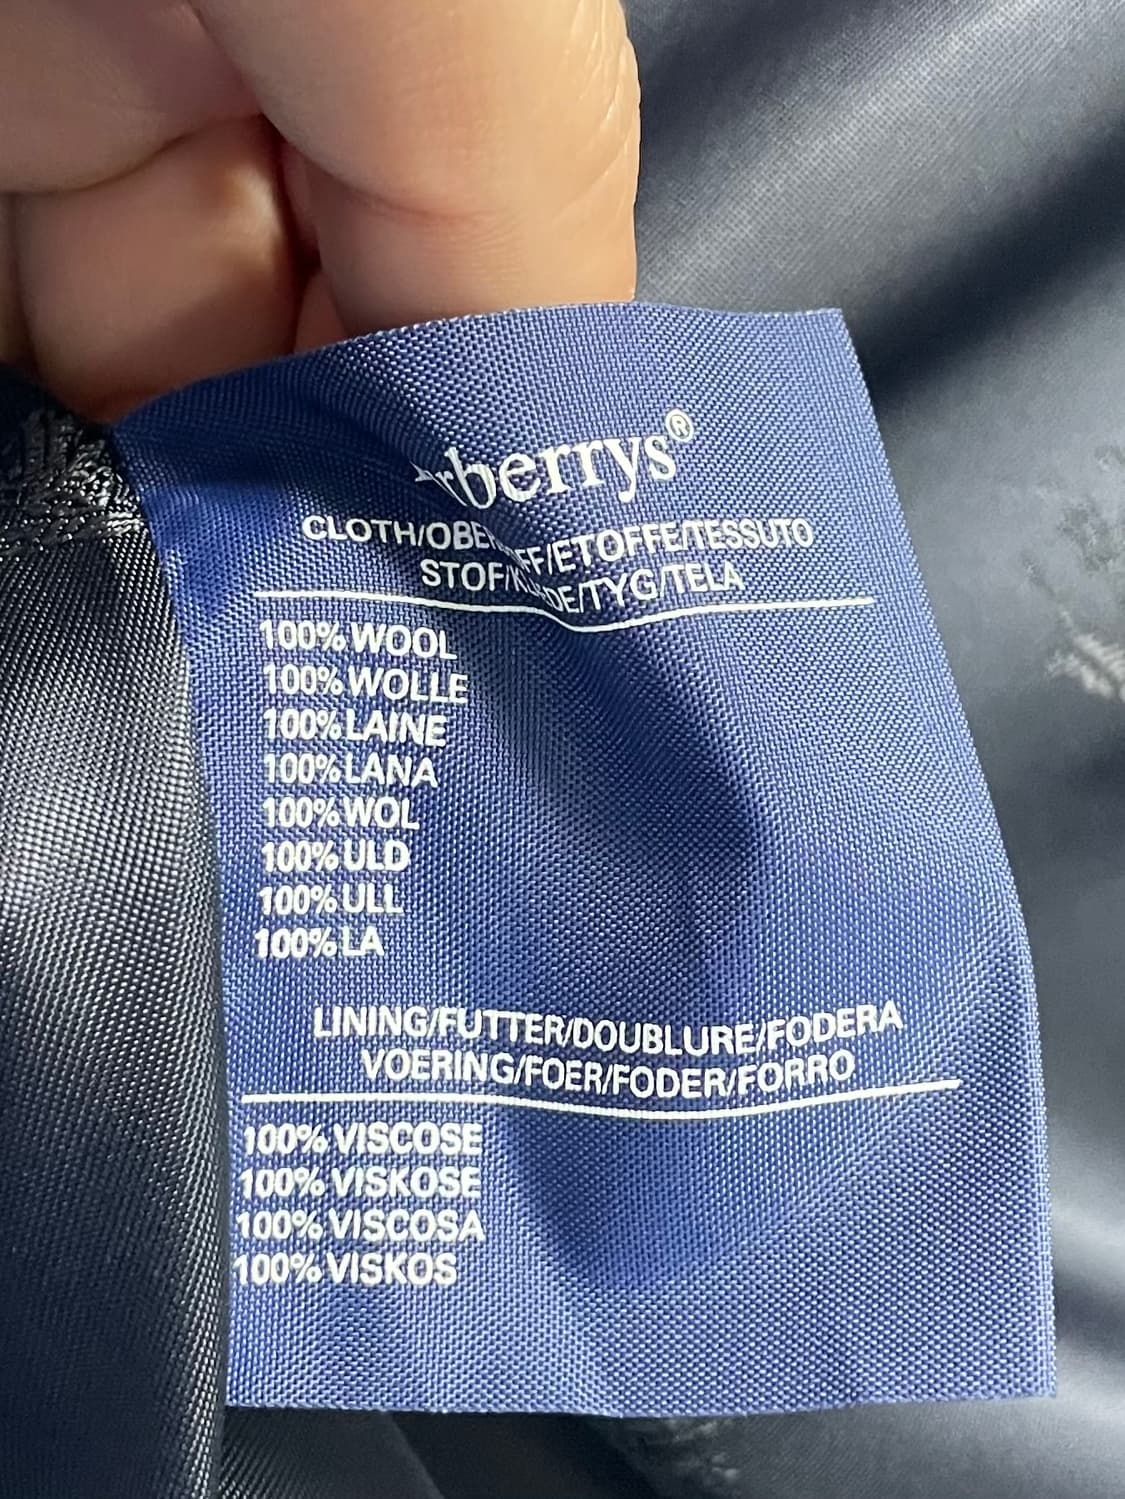 rberrys®
CLOTH/OBE FF/ETOFFE/TESSUTO
STOF/ DE/TYG/TELA
100% WOOL
100% WOLLE
100% LAINE
100% LANA
100% WOL
100% ULD
100% ULL
100% LA
LINING/FUTTER/DOUBLURE/FODERA
VOERING/FOER/FODER/FORRO
100% VISCOSE
100% VISKOSE
100% VISCOSA
100% VISKOS